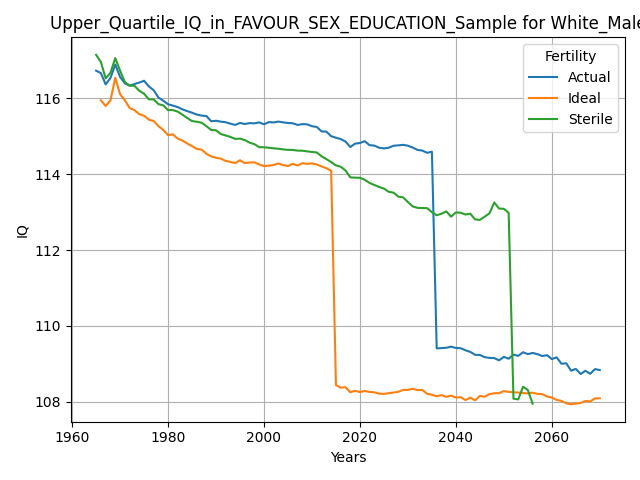 Upper_Quartile_IQ_in_FAVOUR_SEX_EDUCATION_Sample for White_Male
Fertility
Actual
Ideal
Sterile
IQ
116
114
112
110
108
1960
1980
2000
2020
2040
2060
Years